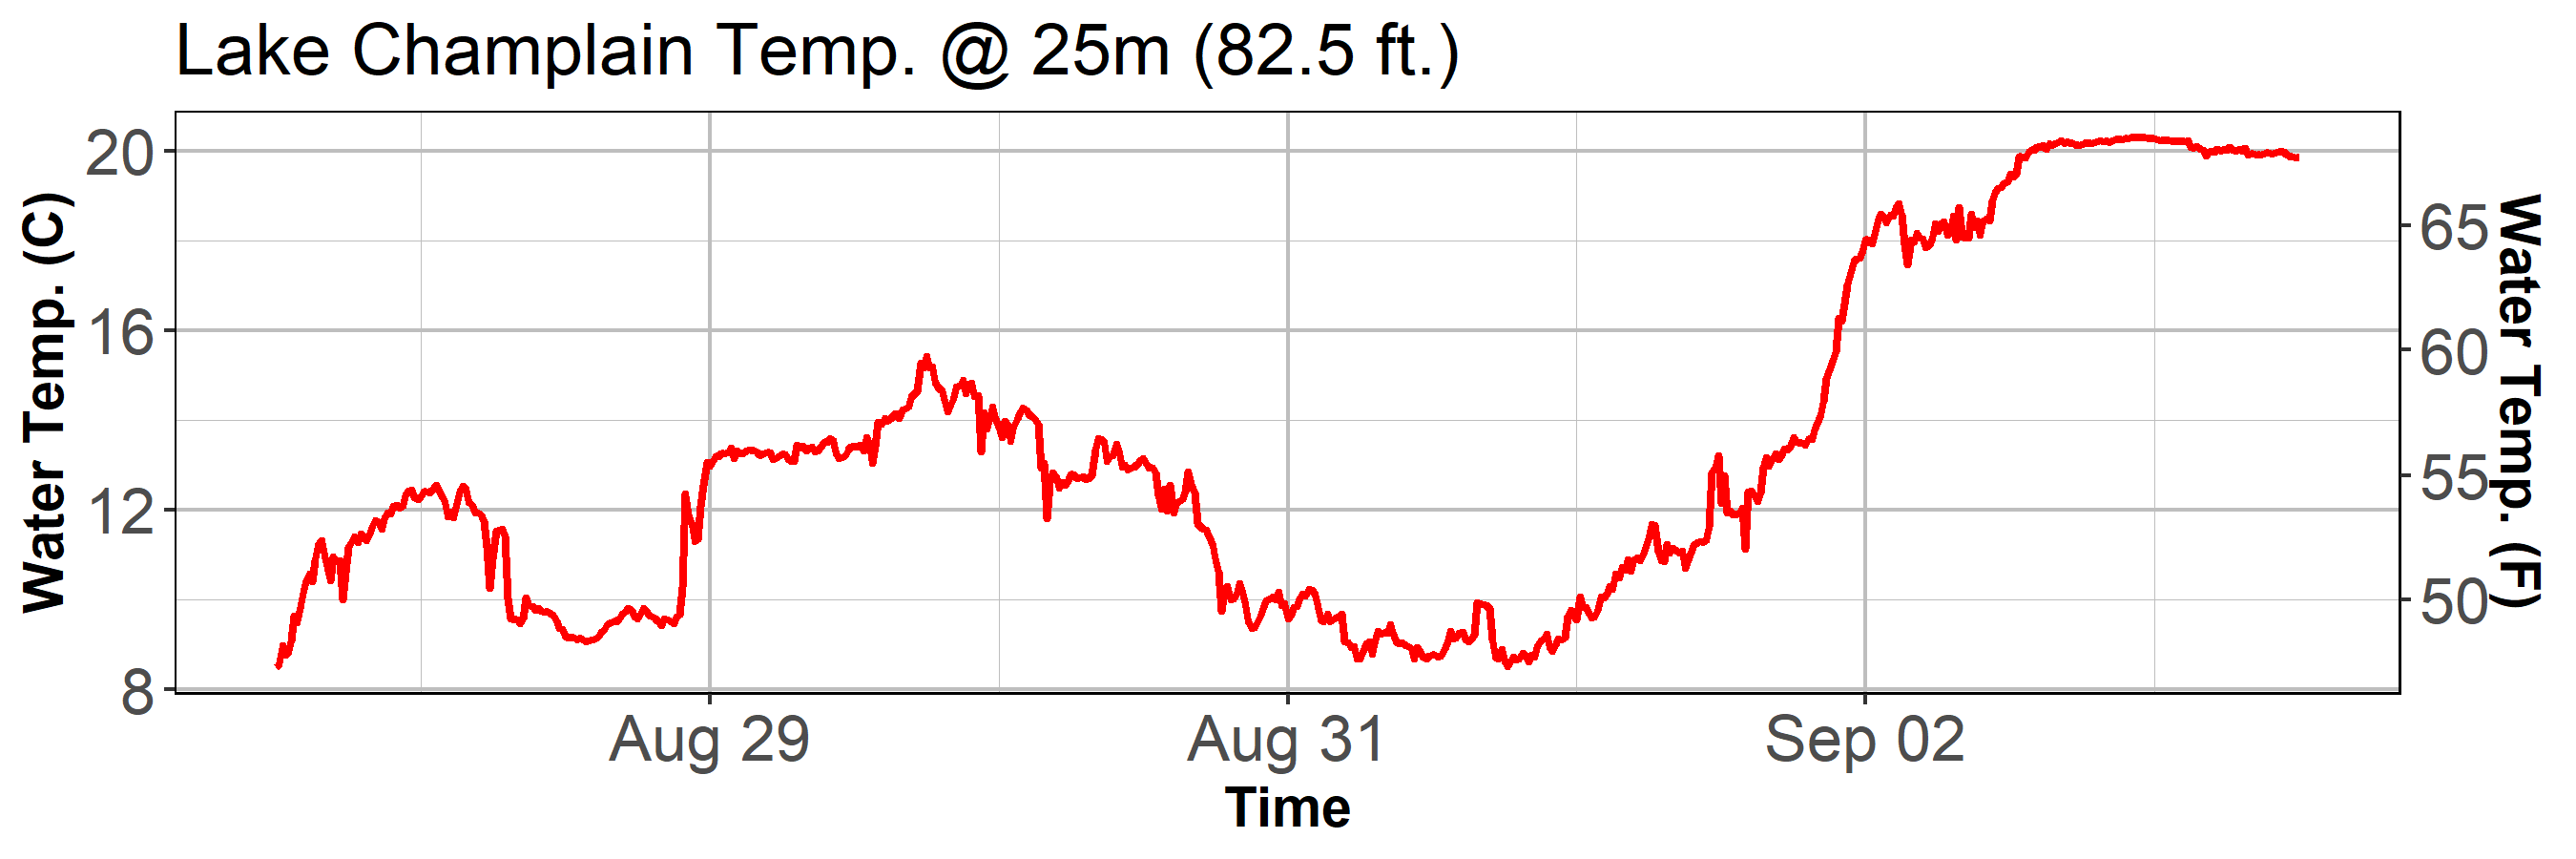 Lake Champlain Temp. @ 25m (82.5 ft.)
Water Temp. (C)
20
16
12
8
65
60
55
50
Water Temp. (F)
Aug 29 Aug 31 Sep 02
Time